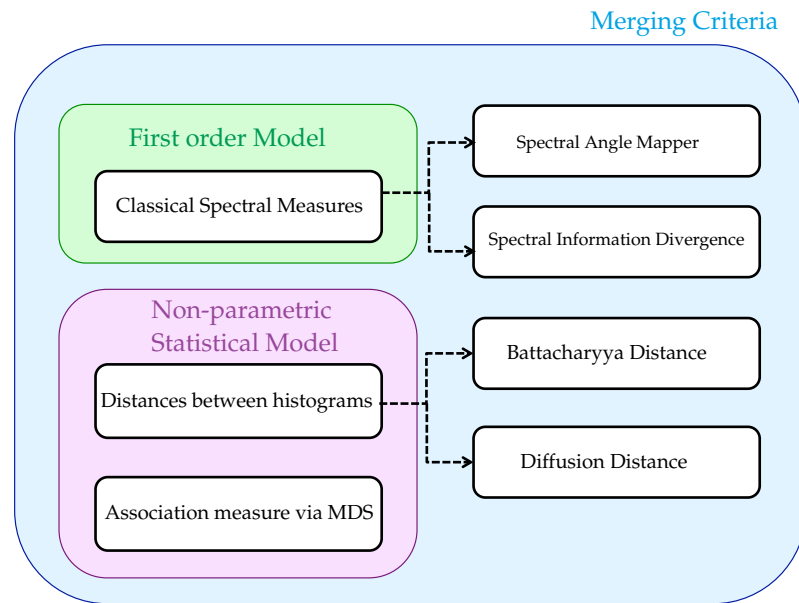 Merging Criteria
First order Model
Classical Spectral Measures
Spectral Angle Mapper
Spectral Information Divergence
Non-parametric
Statistical Model
Distances between histograms
Association measure via MDS
Battacharyya Distance
Diffusion Distance